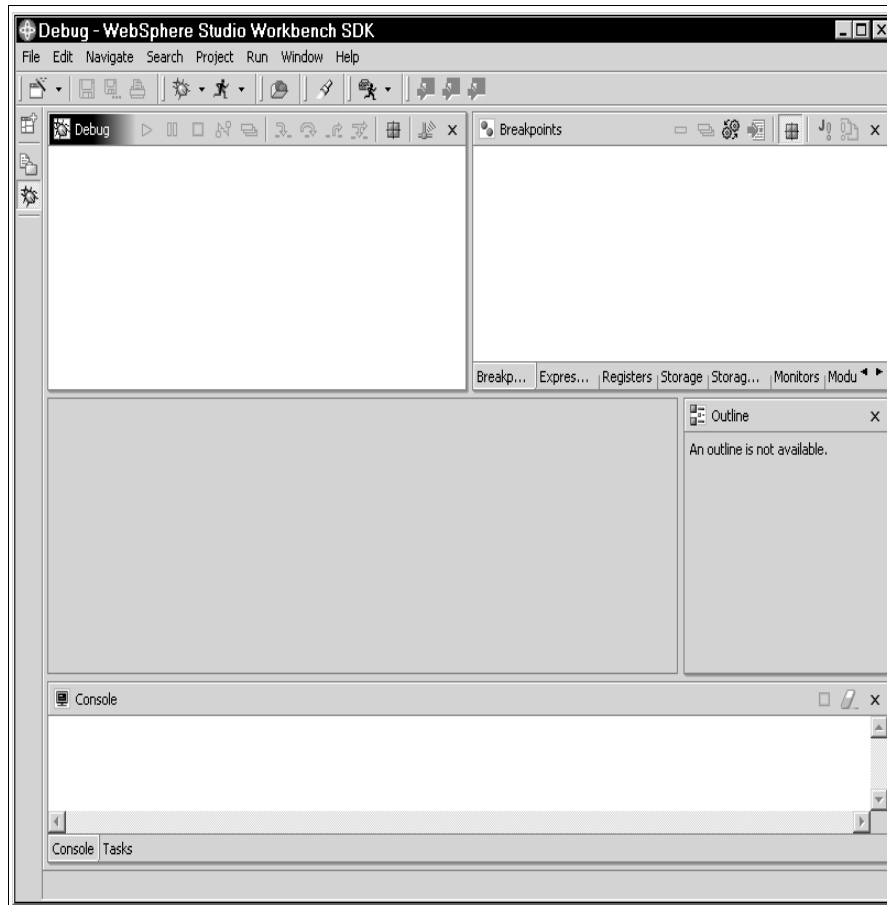 Debug - WebSphere Studio Workbench SDK
File Edit Navigate Search Project Run Window Help
Debug
Breakpoints
Breakp... Expres... Registers Storage Storag... Monitors Modu
Outline
An outline is not available.
Console
Console Tasks